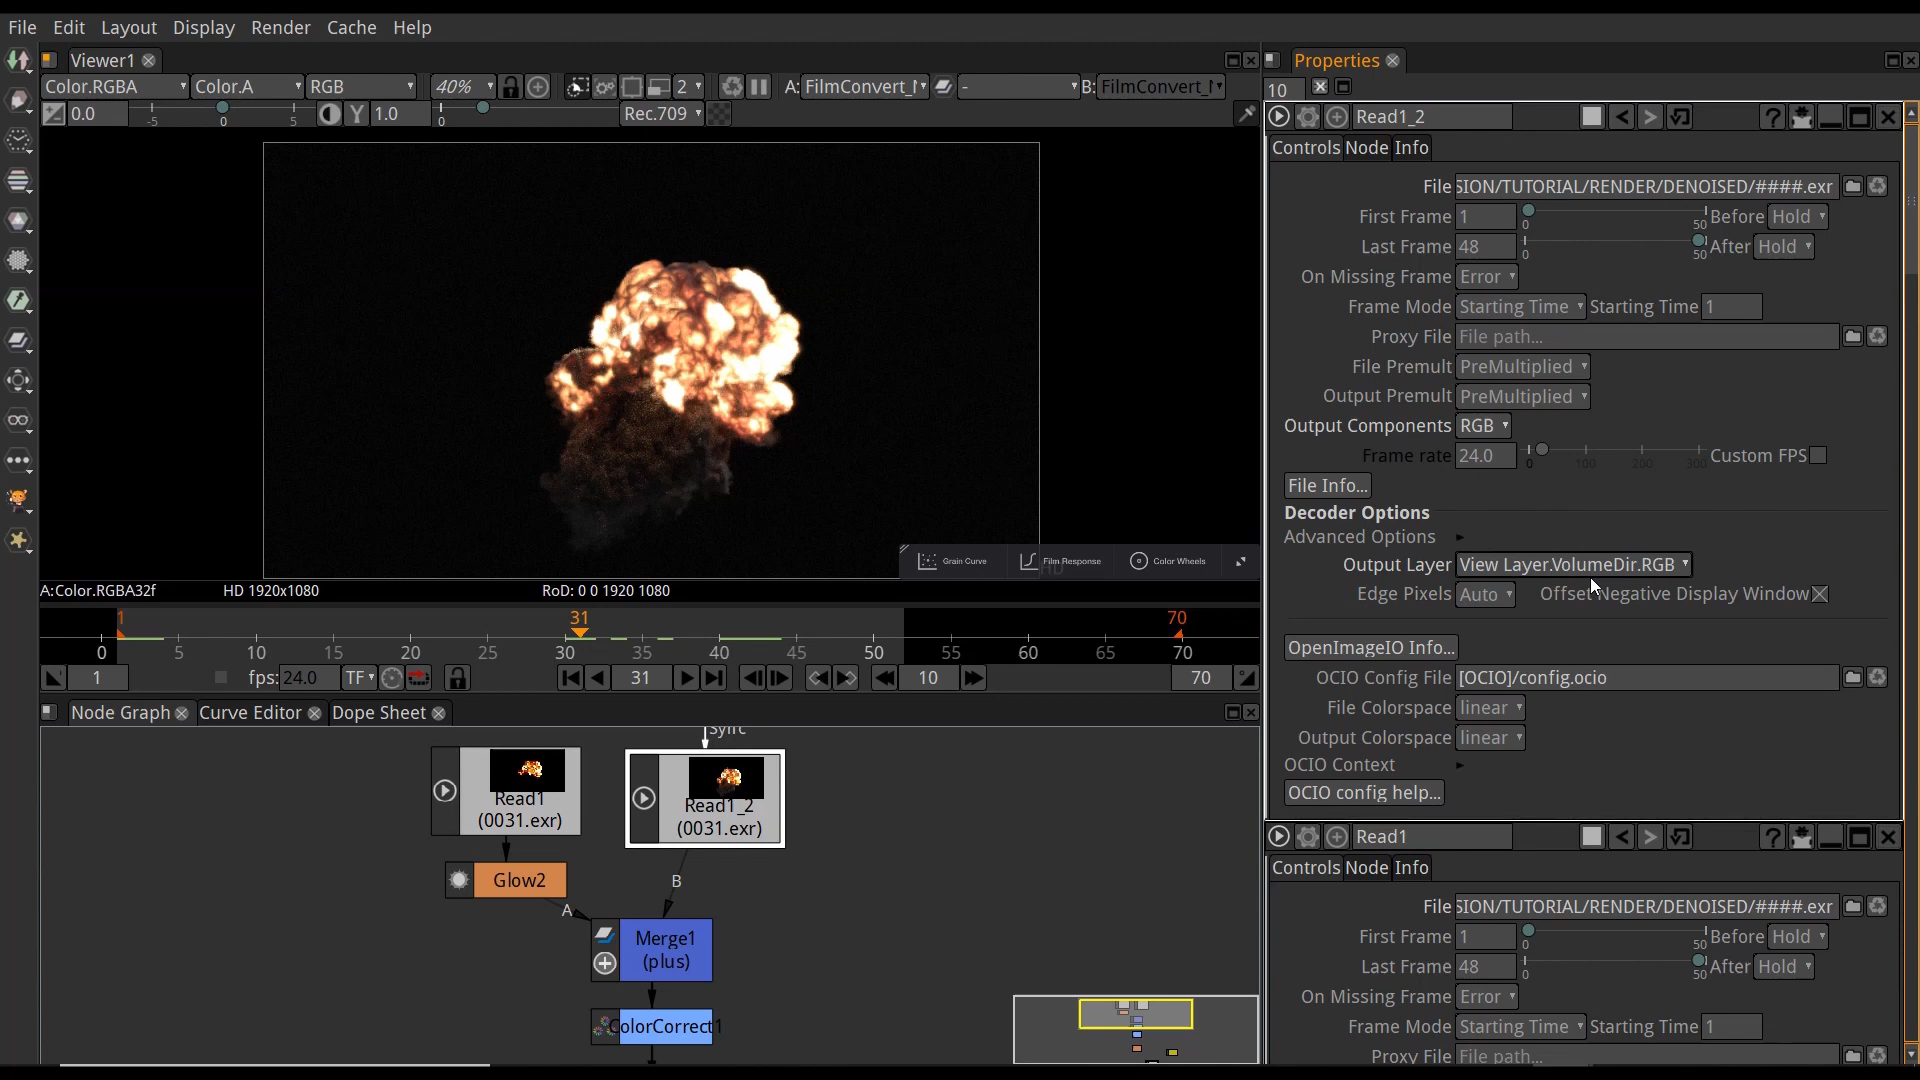 File Edit Layout Display Render Cache Help
Viewer1
Color.RGBA Color.A RGB 40% 2 A: FilmConvert_ - B: FilmConvert_
0.0 -5 0 5 Y 1.0 0 Rec.709
Grain Curve Film Response Color Wheels
A:Color.RGBA32f HD 1920x1080 RoD: 0 0 1920 1080
1 31 70
0 5 10 15 20 25 30 35 40 45 50 55 60 65 70
1 fps: 24.0 TF 31 10 70
Node Graph Curve Editor Dope Sheet
Sync
Read1
(0031.exr)
Read1_2
(0031.exr)
Glow2
B
A
Merge1
(plus)
ColorCorrect1
Properties
10
Read1_2
Controls Node Info
File SION/TUTORIAL/RENDER/DENOISED/####.exr
First Frame 1 0 50 Before Hold
Last Frame 48 0 50 After Hold
On Missing Frame Error
Frame Mode Starting Time Starting Time 1
Proxy File File path...
File Premult PreMultiplied
Output Premult PreMultiplied
Output Components RGB
Frame rate 24.0 0 100 200 300 Custom FPS
File Info...
Decoder Options
Advanced Options
Output Layer View Layer.VolumeDir.RGB
Edge Pixels Auto Offset Negative Display Window
OpenImageIO Info...
OCIO Config File [OCIO]/config.ocio
File Colorspace linear
Output Colorspace linear
OCIO Context
OCIO config help...
Read1
Controls Node Info
File SION/TUTORIAL/RENDER/DENOISED/####.exr
First Frame 1 0 50 Before Hold
Last Frame 48 0 50 After Hold
On Missing Frame Error
Frame Mode Starting Time Starting Time 1
Proxy File File path...